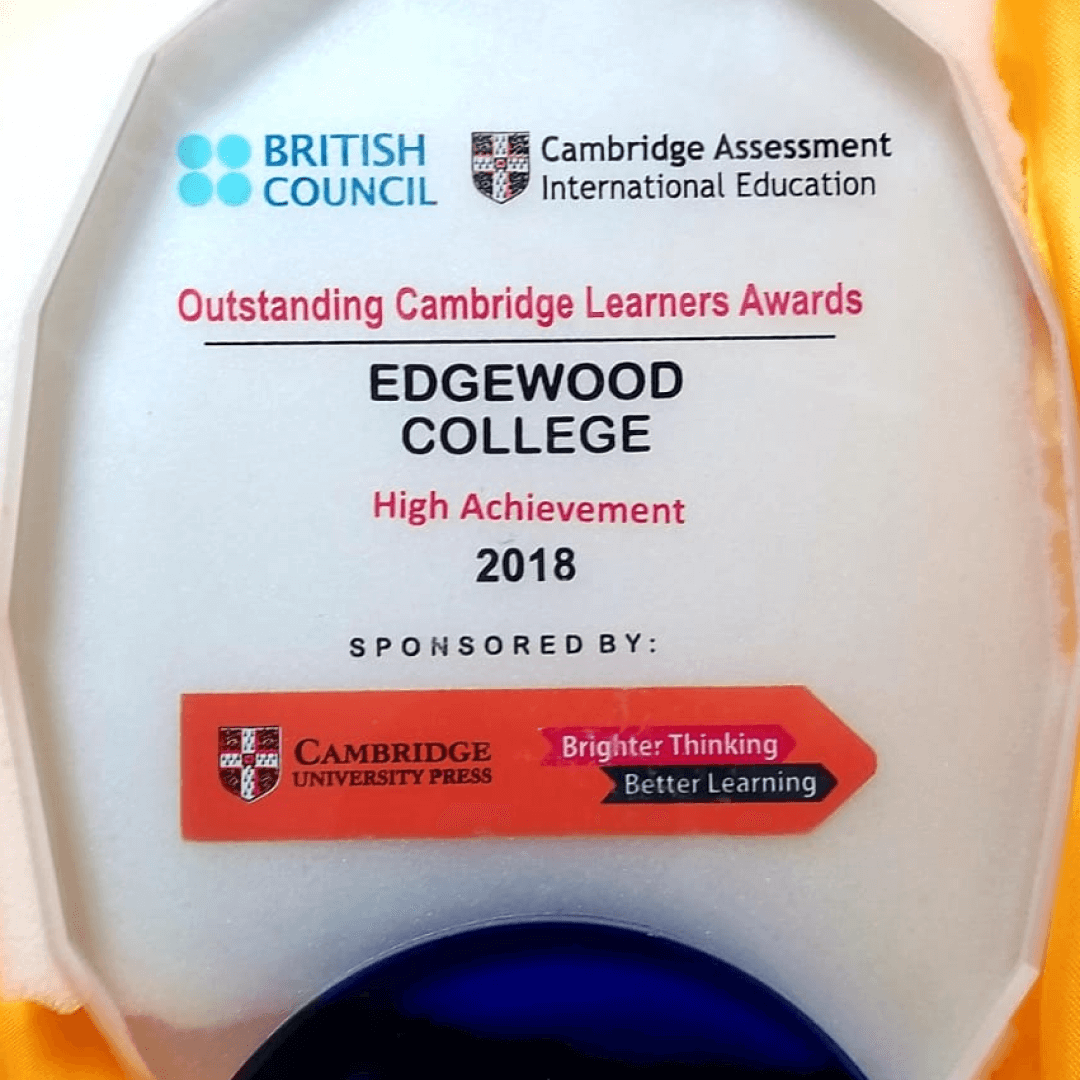 BRITISH
COUNCIL
Cambridge Assessment
International Education
Outstanding Cambridge Learners Awards
EDGEWOOD
COLLEGE
High Achievement
2018
SPONSORED BY:
CAMBRIDGE
UNIVERSITY PRESS
Brighter Thinking
Better Learning